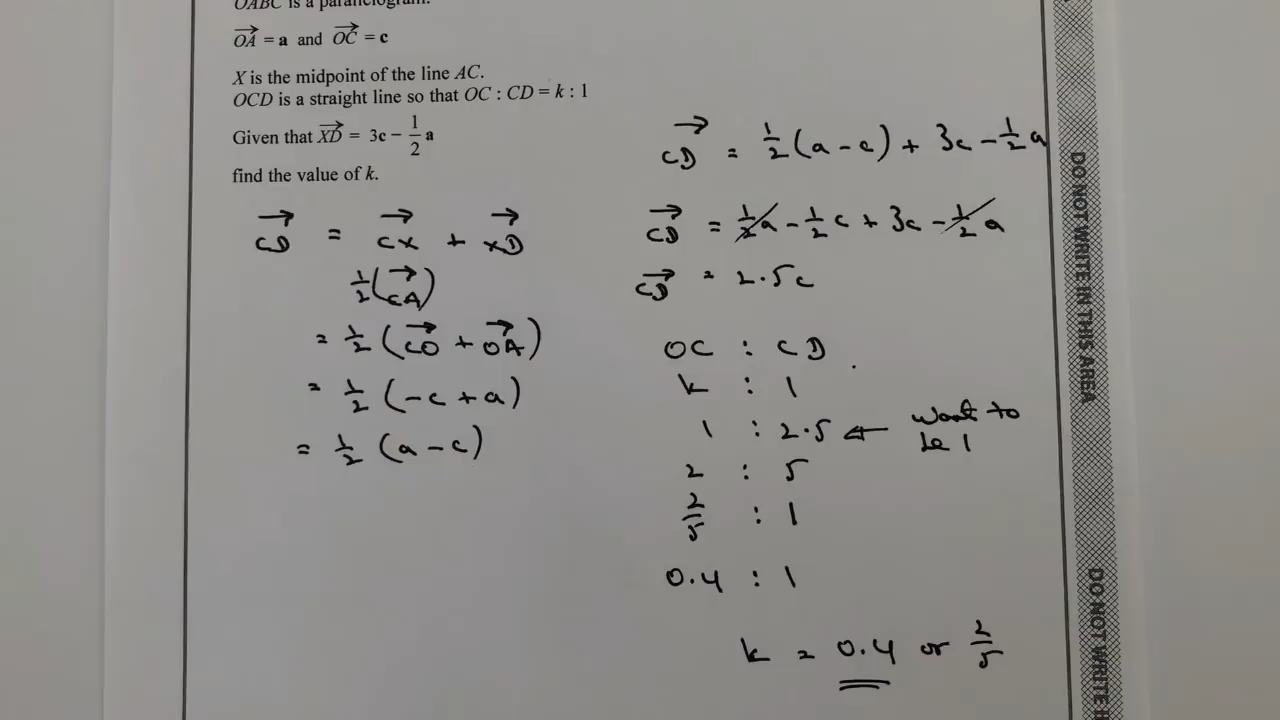 OABC is a parallelogram.
→OA = a and →OC = c
X is the midpoint of the line AC.
OCD is a straight line so that OC : CD = k : 1
Given that →XD = 3c − 1/2 a
find the value of k.
→CD = →CX + →XD
1/2(→CA)
= 1/2 (→CO + →OA)
= 1/2 (-c + a)
= 1/2 (a - c)
→CD = 1/2 (a - c) + 3c - 1/2 a
→CD = 1/2 a - 1/2 c + 3c - 1/2 a
→CD = 2.5c
OC : CD
k : 1
1 : 2.5 ← want to
be 1
2 : 5
2/5 : 1
0.4 : 1
k = 0.4 or 2/5
DO NOT WRITE IN THIS AREA
DO NOT WRITE